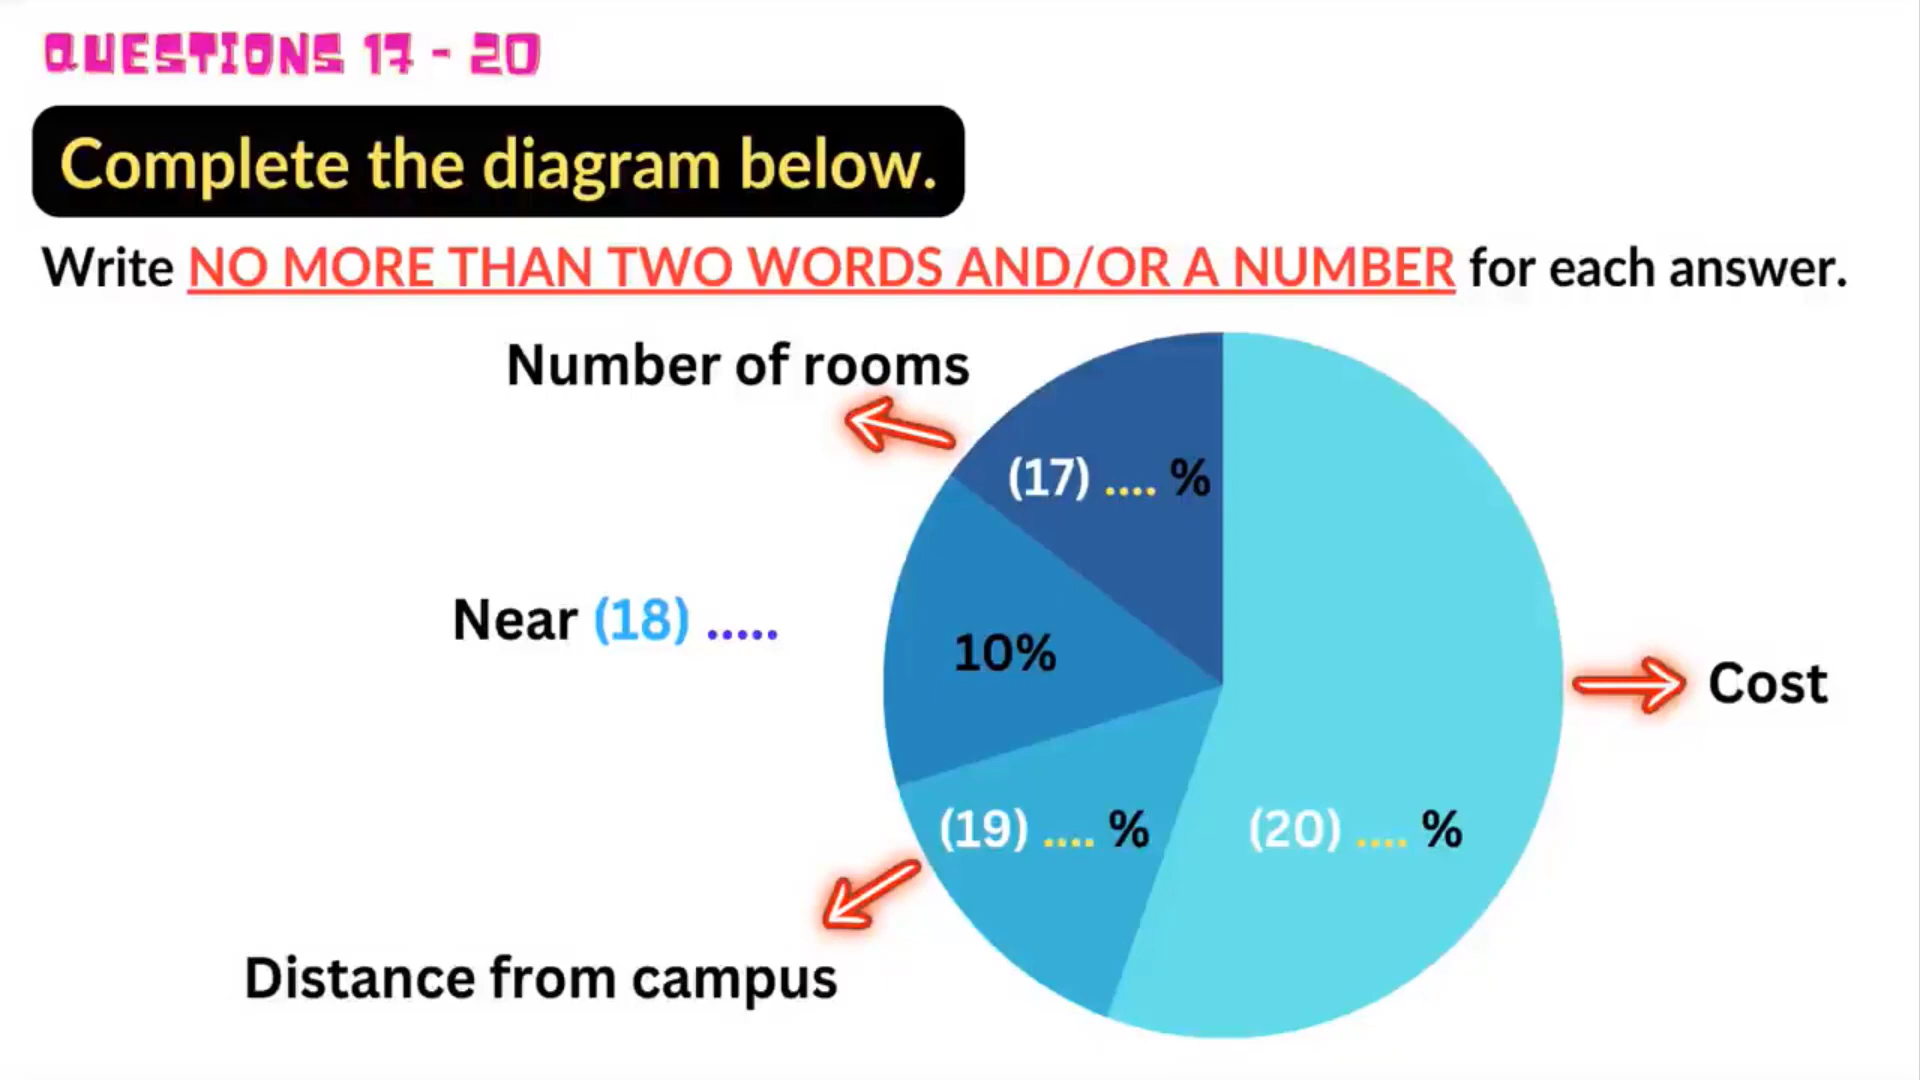 QUESTIONS 17 - 20
Complete the diagram below.
Write NO MORE THAN TWO WORDS AND/OR A NUMBER for each answer.
Number of rooms
(17) .... %
Near (18) .....
10%
Cost
(19) .... %
(20) .... %
Distance from campus